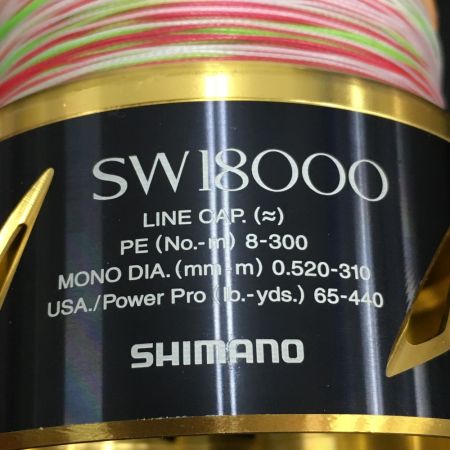 SW18000
LINE CAP. (≈)
PE (No.-m) 8-300
MONO DIA. (mm-m) 0.520-310
USA./Power Pro (lb.-yds.) 65-440
SHIMANO